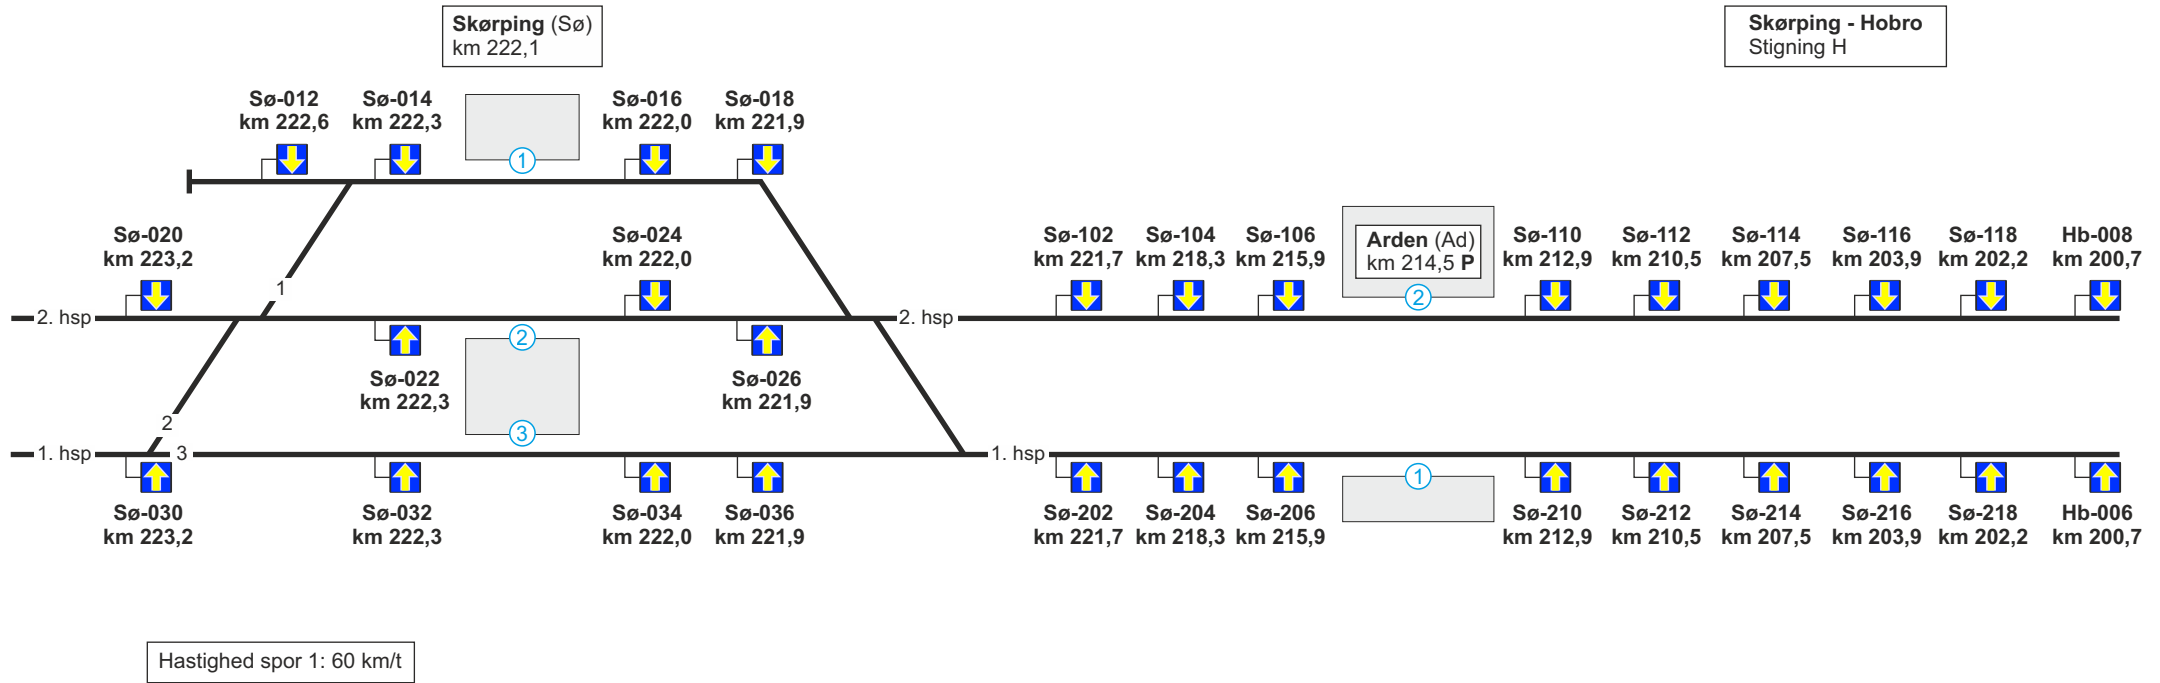 Skørping (Sø)
km 222,1
Skørping - Hobro
Stigning H
Sø-012
km 222,6
Sø-014
km 222,3
Sø-016
km 222,0
Sø-018
km 221,9
1
Sø-020
km 223,2
Sø-024
km 222,0
Sø-102
km 221,7
Sø-104
km 218,3
Sø-106
km 215,9
Arden (Ad)
km 214,5 P
Sø-110
km 212,9
Sø-112
km 210,5
Sø-114
km 207,5
Sø-116
km 203,9
Sø-118
km 202,2
Hb-008
km 200,7
1
2
2. hsp
2. hsp
2
Sø-022
km 222,3
Sø-026
km 221,9
2
3
1. hsp
3
1. hsp
1
Sø-030
km 223,2
Sø-032
km 222,3
Sø-034
km 222,0
Sø-036
km 221,9
Sø-202
km 221,7
Sø-204
km 218,3
Sø-206
km 215,9
Sø-210
km 212,9
Sø-212
km 210,5
Sø-214
km 207,5
Sø-216
km 203,9
Sø-218
km 202,2
Hb-006
km 200,7
Hastighed spor 1: 60 km/t